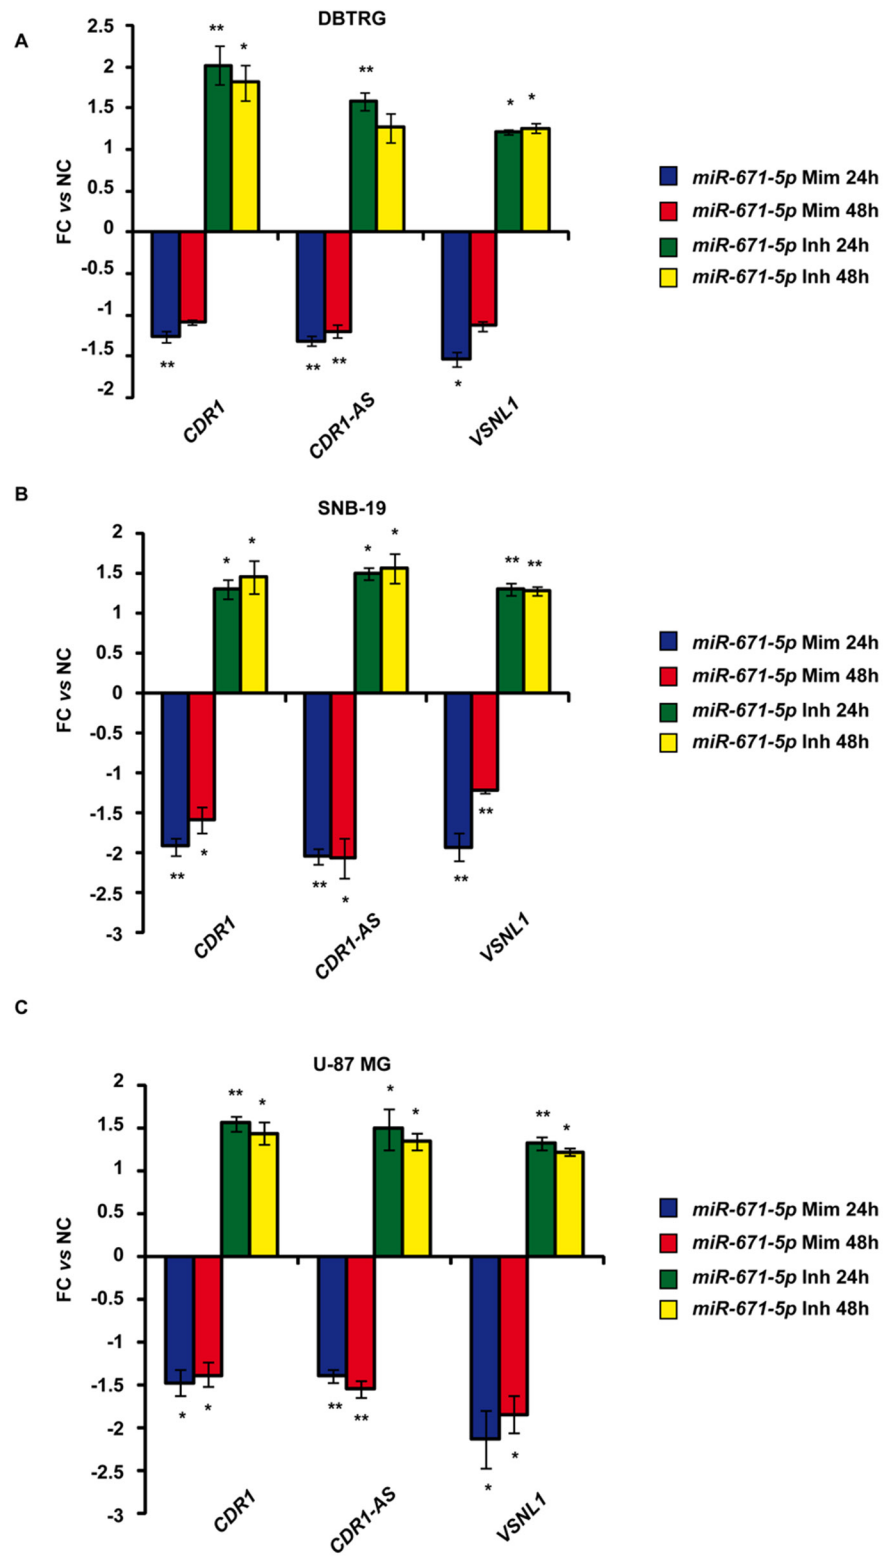 A
DBTRG
2.5
**
*
2
**
1.5
*
*
1
0.5
0
-0.5
-1
-1.5
**
**
**
*
-2
FC vs NC
CDR1
CDR1-AS
VSNL1
miR-671-5p Mim 24h
miR-671-5p Mim 48h
miR-671-5p Inh 24h
miR-671-5p Inh 48h
B
SNB-19
2
*
*
*
*
**
**
1.5
1
0.5
0
-0.5
-1
-1.5
**
-2
**
*
**
**
-2.5
*
-3
FC vs NC
CDR1
CDR1-AS
VSNL1
miR-671-5p Mim 24h
miR-671-5p Mim 48h
miR-671-5p Inh 24h
miR-671-5p Inh 48h
C
U-87 MG
2
**
*
*
*
**
*
1.5
1
0.5
0
-0.5
-1
-1.5
*
*
**
**
-2
-2.5
*
*
-3
FC vs NC
CDR1
CDR1-AS
VSNL1
miR-671-5p Mim 24h
miR-671-5p Mim 48h
miR-671-5p Inh 24h
miR-671-5p Inh 48h